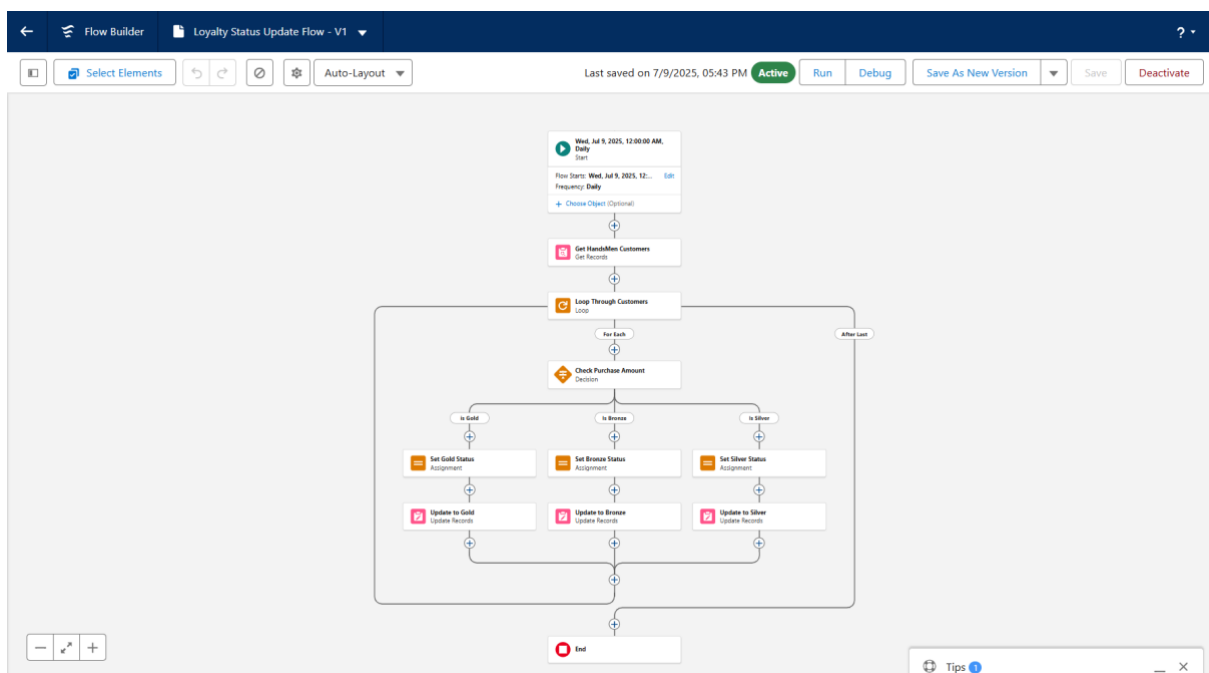 Flow Builder
Loyalty Status Update Flow - V1
?
Select Elements
Auto-Layout
Last saved on 7/9/2025, 05:43 PM
Active
Run
Debug
Save As New Version
Save
Deactivate
Wed, Jul 9, 2025, 12:00:00 AM,
Daily
Start
Flow Starts: Wed, Jul 9, 2025, 12:...
Edit
Frequency: Daily
+ Choose Object (Optional)
Get HandsMen Customers
Get Records
Loop Through Customers
Loop
For Each
After Last
Check Purchase Amount
Decision
Is Gold
Is Bronze
Is Silver
Set Gold Status
Assignment
Set Bronze Status
Assignment
Set Silver Status
Assignment
Update to Gold
Update Records
Update to Bronze
Update Records
Update to Silver
Update Records
End
Tips 1